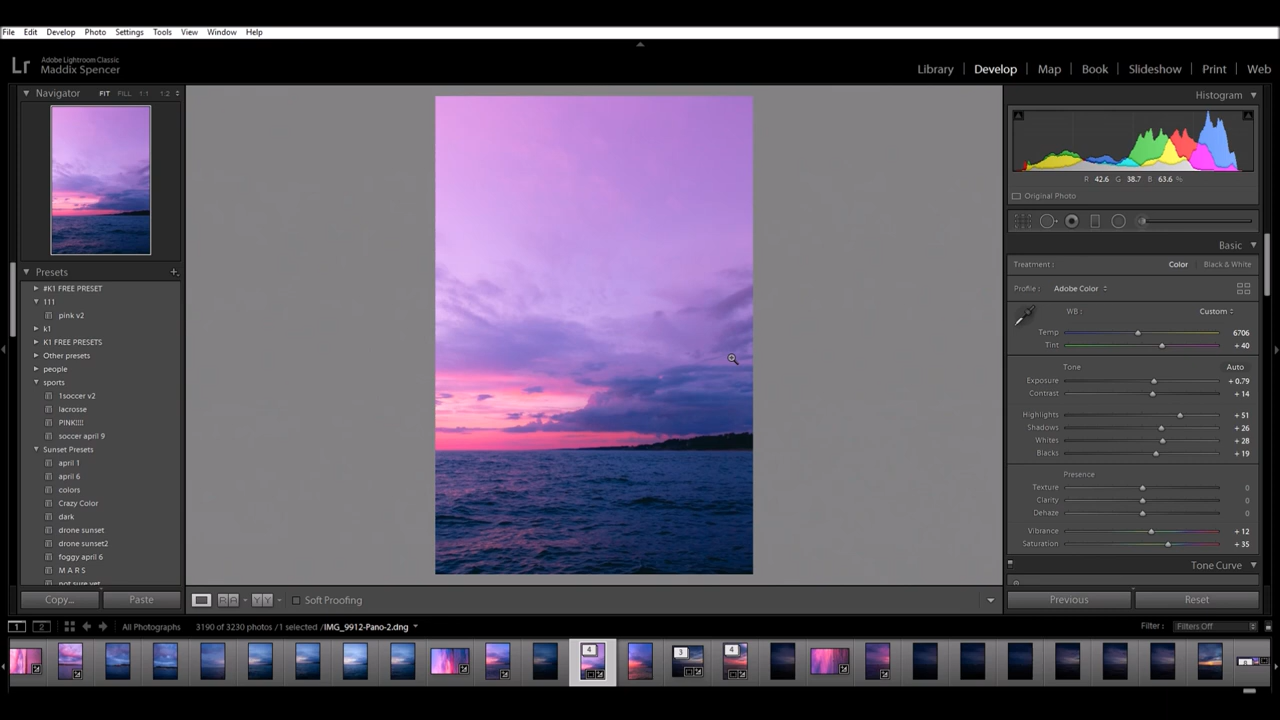 File Edit Develop Photo Settings Tools View Window Help
Lr Adobe Lightroom Classic
Maddix Spencer
Library | Develop | Map | Book | Slideshow | Print | Web
Navigator FIT FILL 1:1 1:2
Histogram
R 42.6 G 38.7 B 63.6 %
Original Photo
Basic
Treatment : Color Black & White
Profile : Adobe Color
WB : Custom
Temp 6706
Tint + 40
Tone Auto
Exposure + 0.79
Contrast + 14
Highlights + 51
Shadows + 26
Whites + 28
Blacks + 19
Presence
Texture 0
Clarity 0
Dehaze 0
Vibrance + 12
Saturation + 35
Tone Curve
Previous Reset
Presets
#K1 FREE PRESET
111
pink v2
k1
K1 FREE PRESETS
Other presets
people
sports
1soccer v2
lacrosse
PINK!!!!
soccer april 9
Sunset Presets
april 1
april 6
colors
Crazy Color
dark
drone sunset
drone sunset2
foggy april 6
M A R S
not sure yet
Copy... Paste
Soft Proofing
1 2 All Photographs 3190 of 3230 photos / 1 selected / IMG_9912-Pano-2.dng Filter : Filters Off
4 3 4